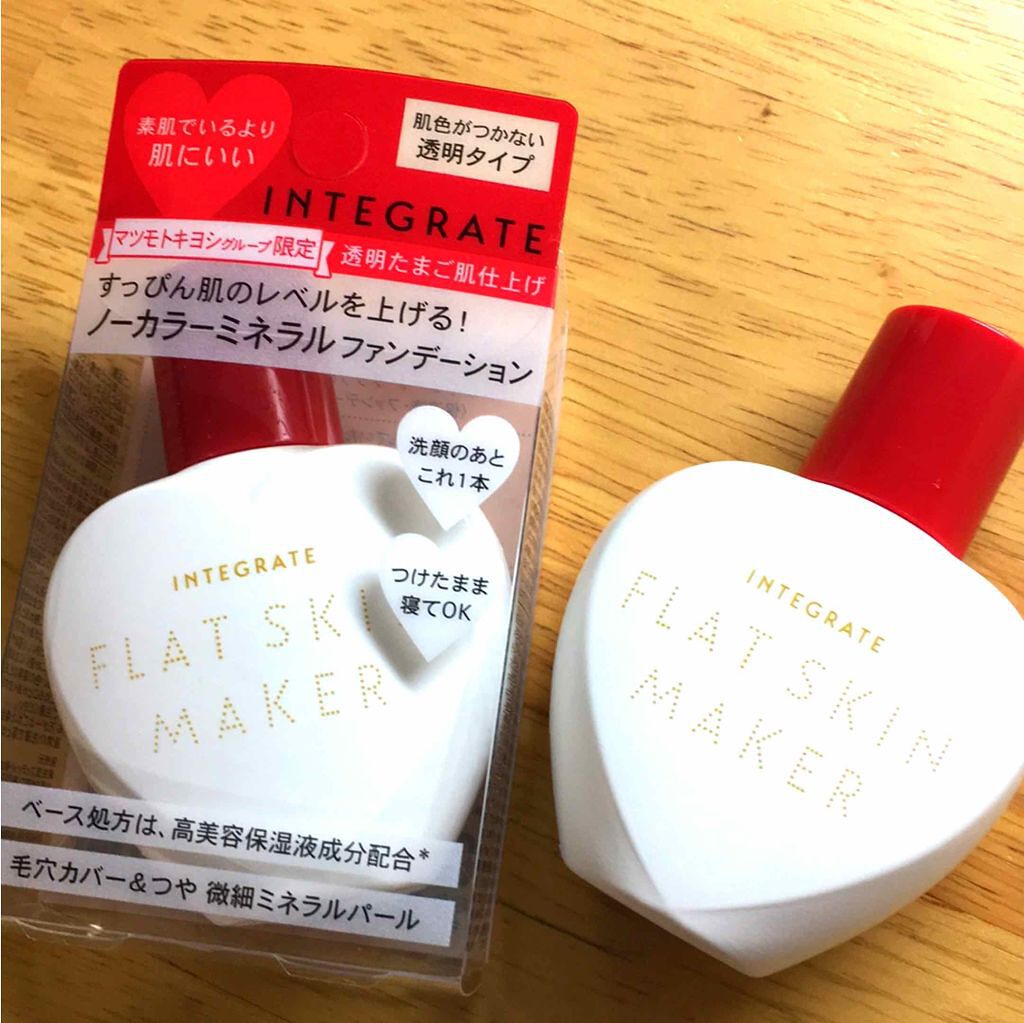 素肌でいるより
肌にいい
肌色がつかない
透明タイプ
INTEGRATE
マツモトキヨシグループ限定
透明たまご肌仕上げ
すっぴん肌のレベルを上げる!
ノーカラーミネラルファンデーション
洗顔のあと
これ1本
つけたまま
寝てOK
INTEGRATE
FLAT SKI
MAKER
ベース処方は、高美容保湿液成分配合*
毛穴カバー&つや 微細ミネラルパール
INTEGRATE
FLAT SKIN
MAKER